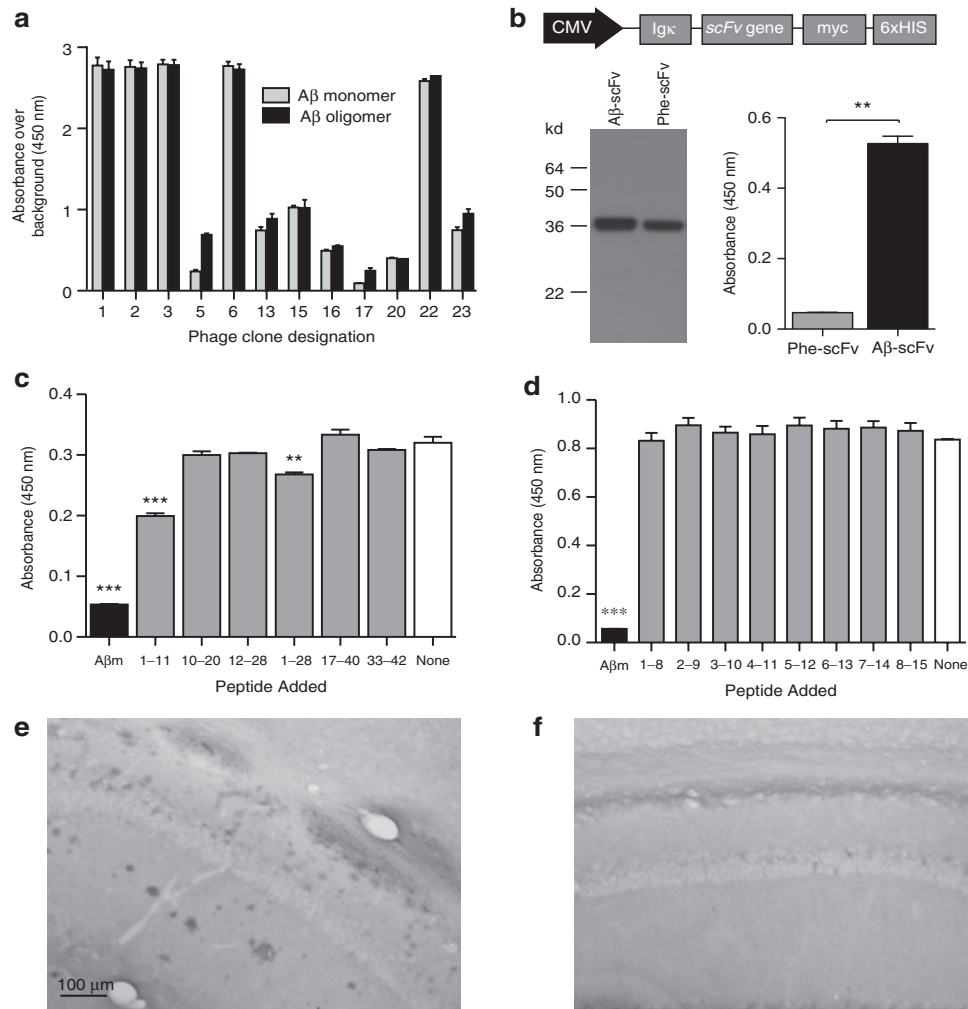 a
3
2
1
0
Absorbance over
background (450 nm)
Aβ monomer
Aβ oligomer
1 2 3 5 6 13 15 16 17 20 22 23
Phage clone designation
b
CMV Igκ scFv gene myc 6xHIS
Aβ-scFv Phe-scFv
kd
64
50
36
22
**
0.6
0.4
0.2
0.0
Absorbance (450 nm)
Phe-scFv Aβ-scFv
c
0.4
0.3
0.2
0.1
0.0
Absorbance (450 nm)
*** *** **
Aβm 1–11 10–20 12–28 1–28 17–40 33–42 None
Peptide Added
d
1.0
0.8
0.6
0.4
0.2
0.0
Absorbance (450 nm)
***
Aβm 1–8 2–9 3–10 4–11 5–12 6–13 7–14 8–15 None
Peptide Added
e
100 μm
f